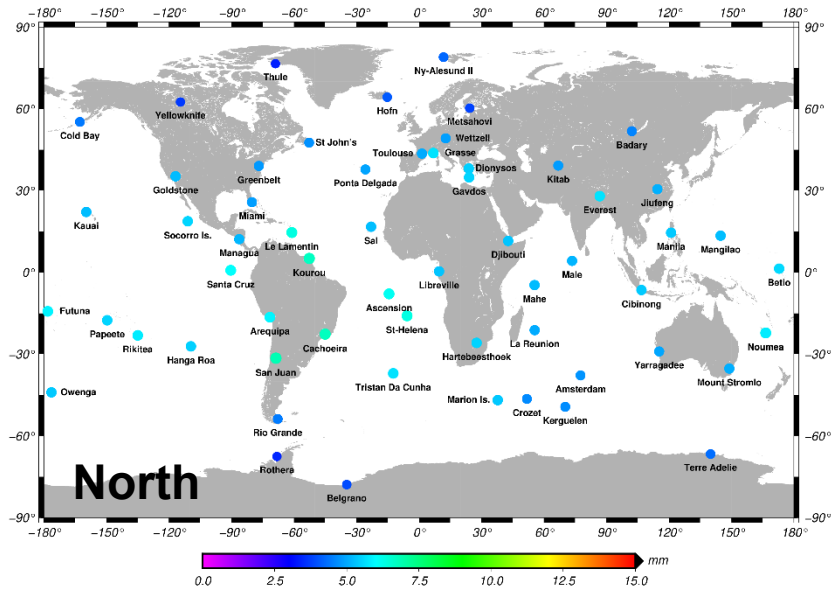 −180° −150° −120° −90° −60° −30° 0° 30° 60° 90° 120° 150° 180°
90° 90°
Ny-Alesund II
Thule
Hofn
60° Yellowknife Metsahovi 60°
Cold Bay St John's Wettzell Badary
Toulouse Grasse
Goldstone Greenbelt Ponta Delgada Dionysos Kitab
30° Gavdos Jiufeng 30°
Miami Everest
Kauai Socorro Is. Le Lamentin Sal Manila Mangilao
Managua Djibouti
0° Santa Cruz Kourou Libreville Male Betio 0°
Mahe Cibinong
Futuna Ascension
Papeete Arequipa St-Helena
Rikitea Cachoeira La Reunion Noumea
−30° Hanga Roa Hartebeesthoek −30°
San Juan Yarragadee
Tristan Da Cunha Amsterdam Mount Stromlo
Owenga Marion Is. Crozet
Kerguelen
Rio Grande
−60° −60°
North Rothera Terre Adelie
Belgrano
−90° −90°
−180° −150° −120° −90° −60° −30° 0° 30° 60° 90° 120° 150° 180°
mm
0.0 2.5 5.0 7.5 10.0 12.5 15.0